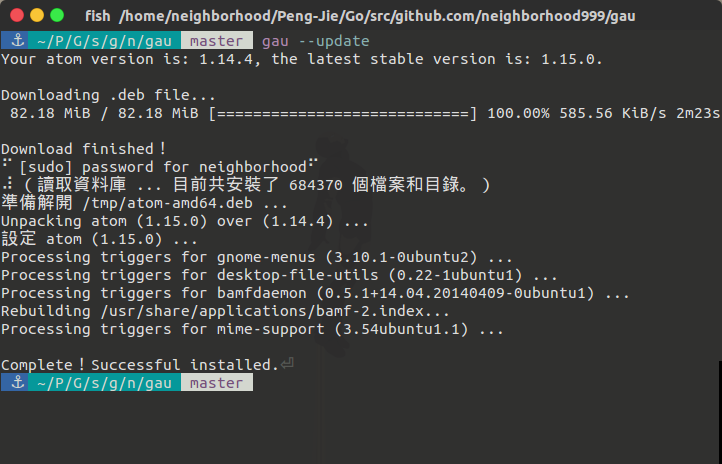 fish /home/neighborhood/Peng-Jie/Go/src/github.com/neighborhood999/gau
⚓ ~/P/G/s/g/n/gau master gau --update
Your atom version is: 1.14.4, the latest stable version is: 1.15.0.
Downloading .deb file...
82.18 MiB / 82.18 MiB [============================] 100.00% 585.56 KiB/s 2m23s
Download finished！
⠋ [sudo] password for neighborhood⠋
⠼（讀取資料庫 ... 目前共安裝了 684370 個檔案和目錄。）
準備解開 /tmp/atom-amd64.deb ...
Unpacking atom (1.15.0) over (1.14.4) ...
設定 atom (1.15.0) ...
Processing triggers for gnome-menus (3.10.1-0ubuntu2) ...
Processing triggers for desktop-file-utils (0.22-1ubuntu1) ...
Processing triggers for bamfdaemon (0.5.1+14.04.20140409-0ubuntu1) ...
Rebuilding /usr/share/applications/bamf-2.index...
Processing triggers for mime-support (3.54ubuntu1.1) ...
Complete！Successful installed.⏎
⚓ ~/P/G/s/g/n/gau master